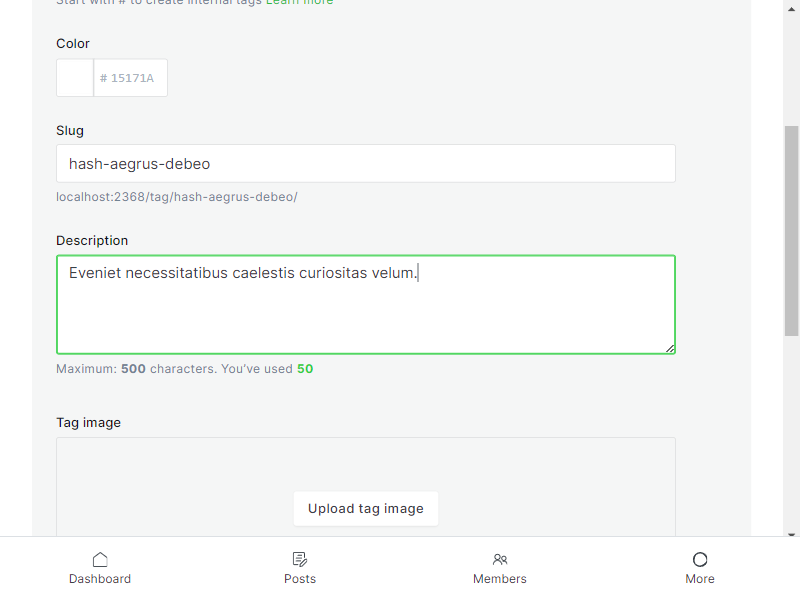 Start with # to create internal tags Learn more
Color
# 15171A
Slug
hash-aegrus-debeo
localhost:2368/tag/hash-aegrus-debeo/
Description
Eveniet necessitatibus caelestis curiositas velum.
Maximum: 500 characters. You've used 50
Tag image
Upload tag image
Dashboard
Posts
Members
More